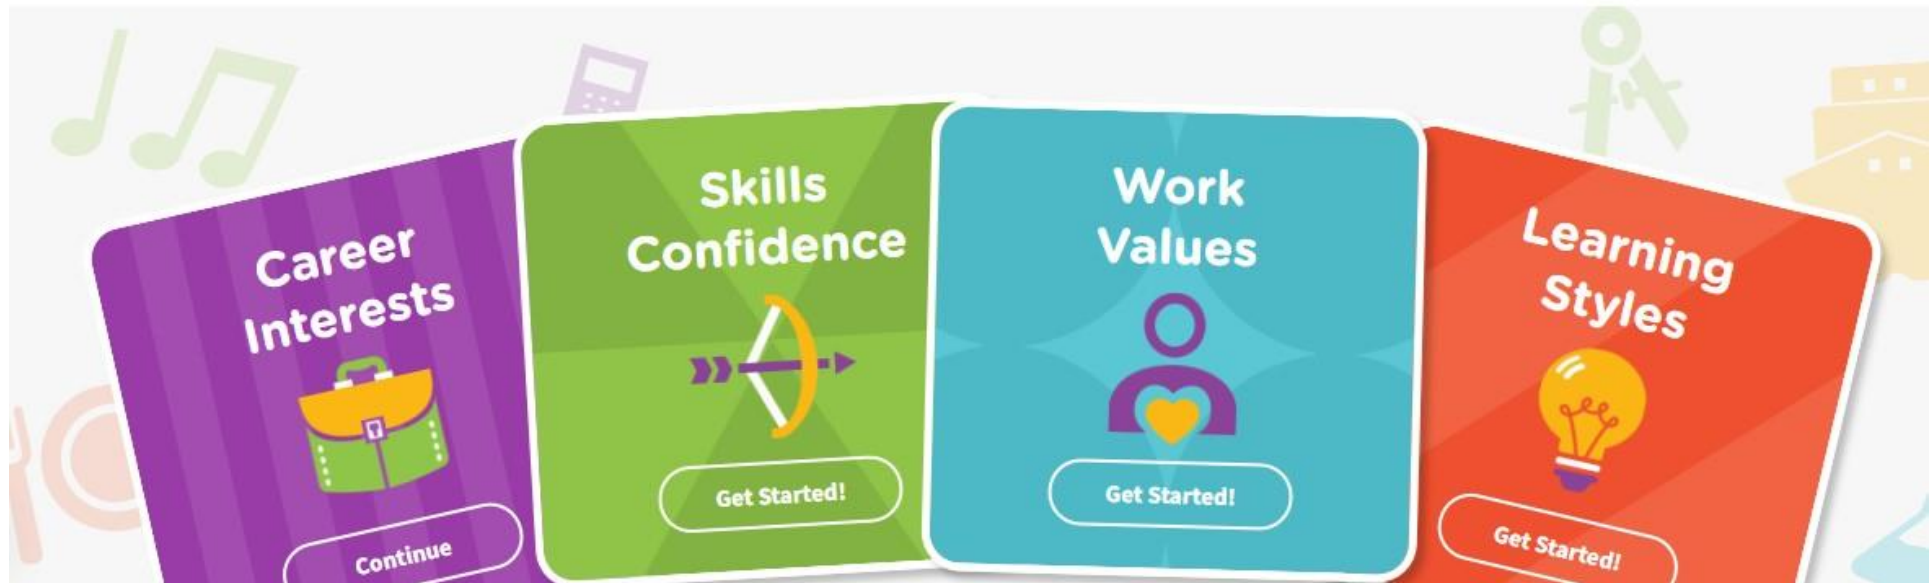 Career
Interests
Continue
Skills
Confidence
Get Started!
Work
Values
Get Started!
Learning
Styles
Get Started!